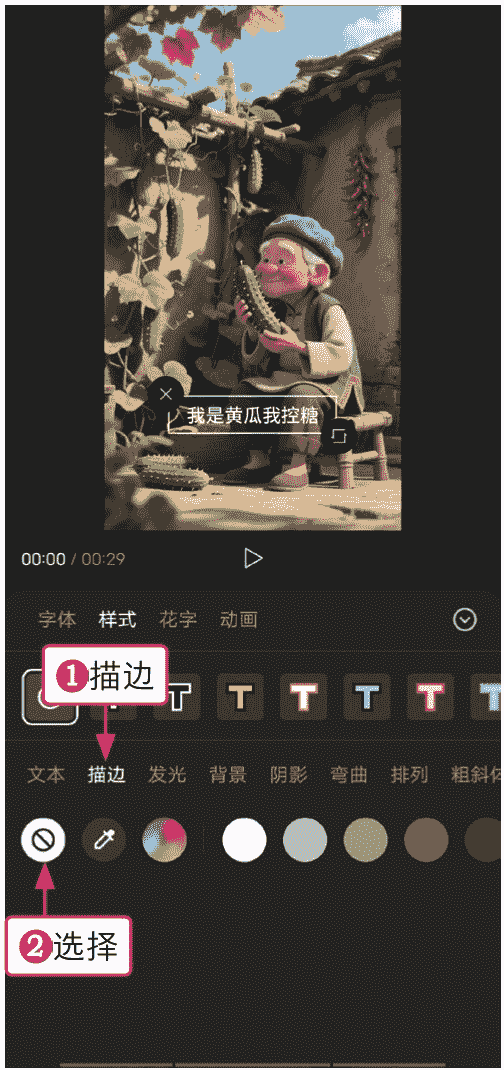 我是黄瓜我控糖
00:00 / 00:29
字体 样式 花字 动画
❶描边
T T T T T T T
文本 描边 发光 背景 阴影 弯曲 排列 粗斜体
❷选择